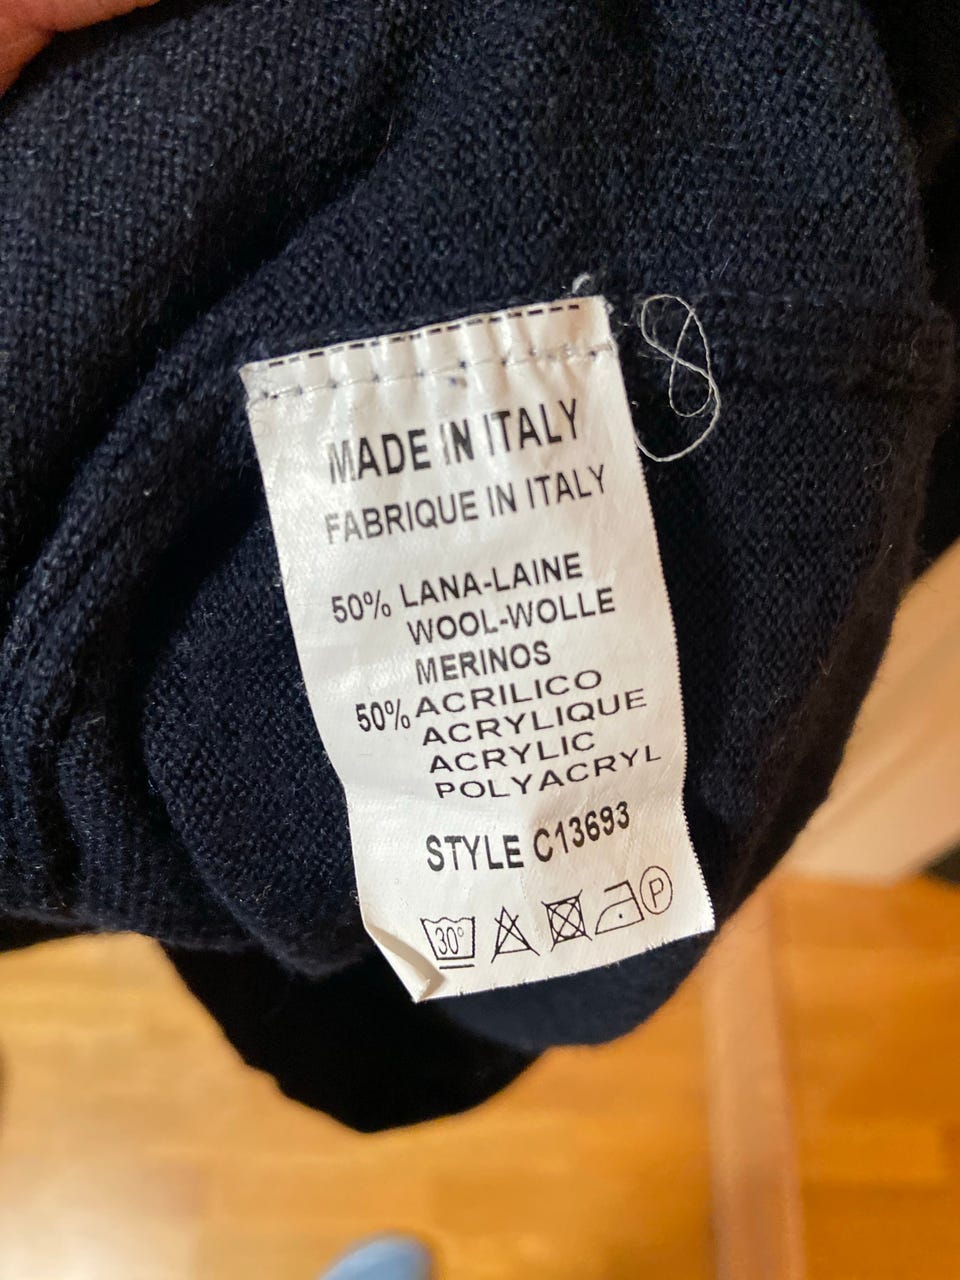 MADE IN ITALY
FABRIQUE IN ITALY
50% LANA-LAINE
WOOL-WOLLE
MERINOS
50% ACRILICO
ACRYLIQUE
ACRYLIC
POLYACRYL
STYLE C13693
30° P